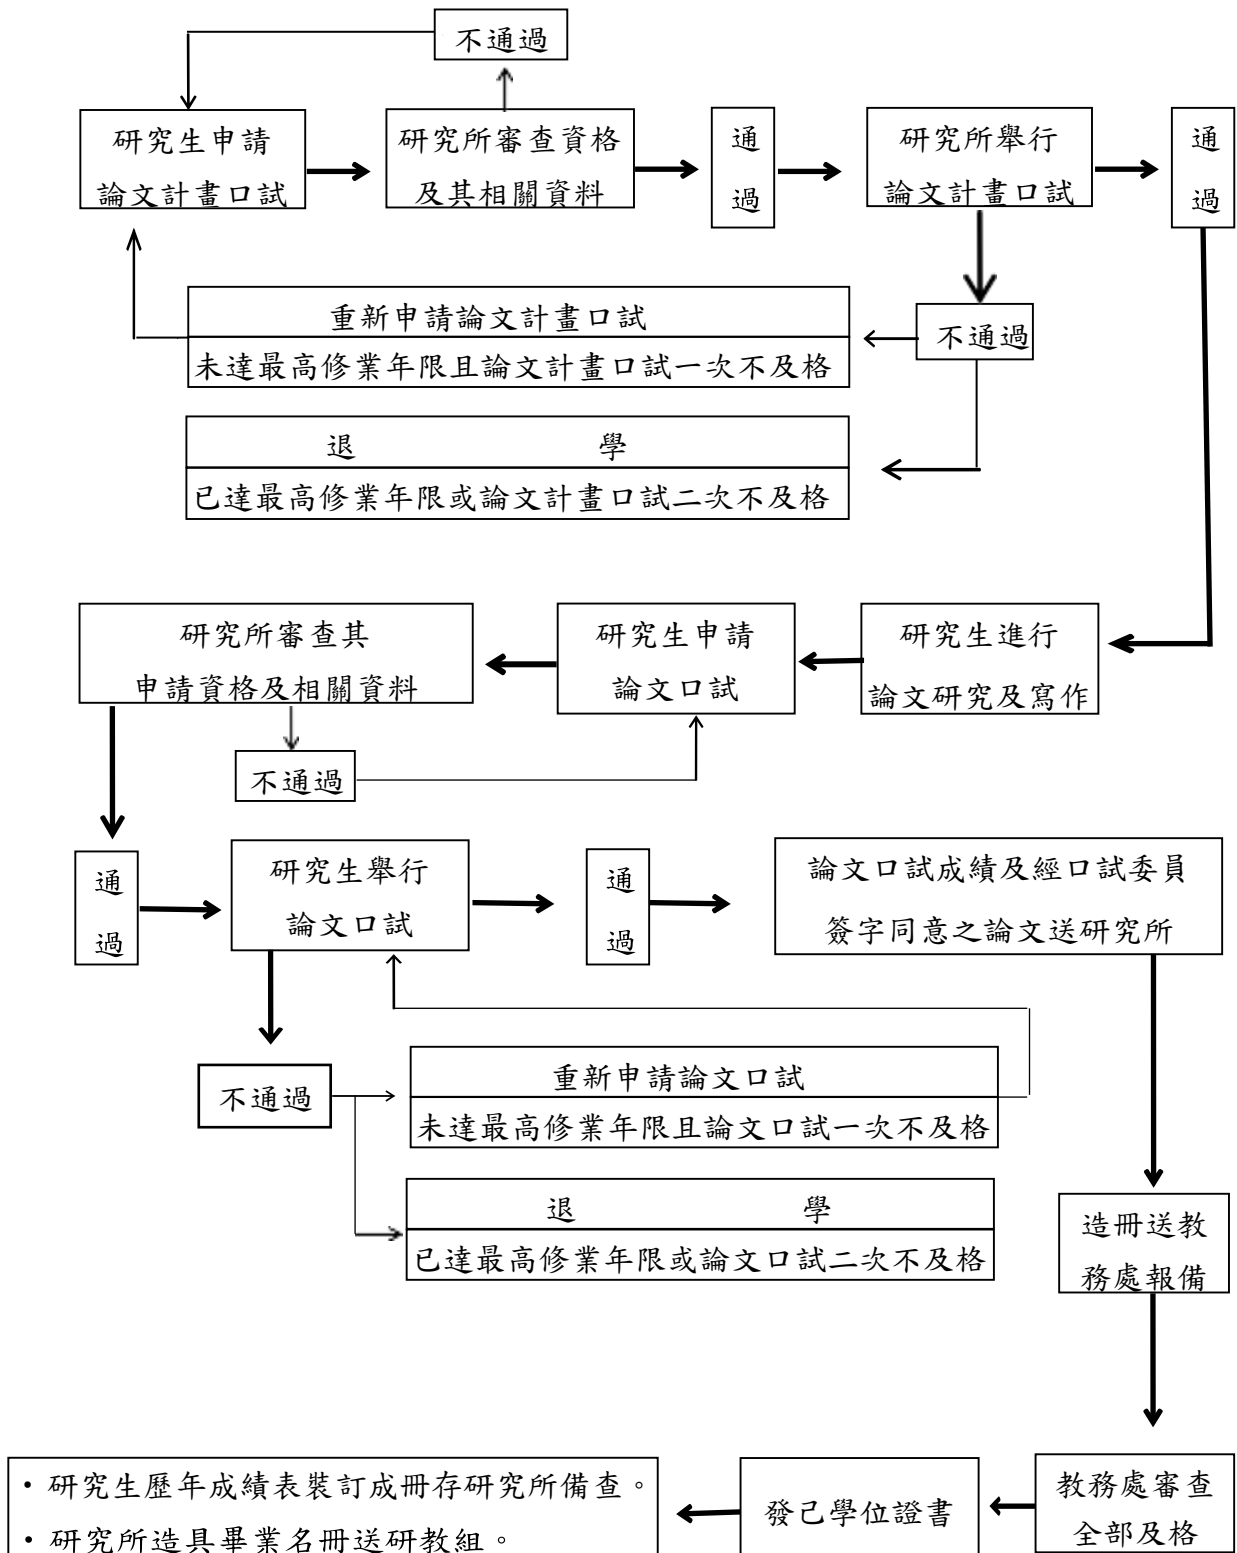 不通過
研究生申請
論文計畫口試
研究所審查資格
及其相關資料
通
過
研究所舉行
論文計畫口試
通
過
重新申請論文計畫口試
未達最高修業年限且論文計畫口試一次不及格
不通過
退 學
已達最高修業年限或論文計畫口試二次不及格
研究生進行
論文研究及寫作
研究生申請
論文口試
研究所審查其
申請資格及相關資料
不通過
通
過
研究生舉行
論文口試
通
過
論文口試成績及經口試委員
簽字同意之論文送研究所
不通過
重新申請論文口試
未達最高修業年限且論文口試一次不及格
退 學
已達最高修業年限或論文口試二次不及格
造冊送教
務處報備
教務處審查
全部及格
發己學位證書
・研究生歷年成績表裝訂成冊存研究所備查。
・研究所造具畢業名冊送研教組。